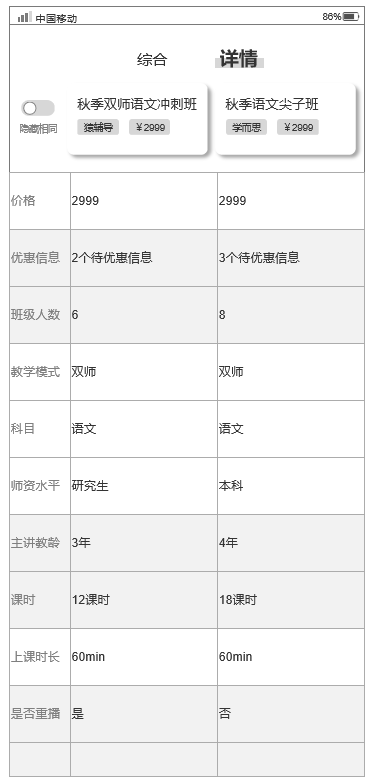 中国移动 86%
综合 详情
隐藏相同
秋季双师语文冲刺班 秋季语文尖子班
猿辅导 ￥2999 学而思 ￥2999
价格 2999 2999
优惠信息 2个待优惠信息 3个待优惠信息
班级人数 6 8
教学模式 双师 双师
科目 语文 语文
师资水平 研究生 本科
主讲教龄 3年 4年
课时 12课时 18课时
上课时长 60min 60min
是否重播 是 否